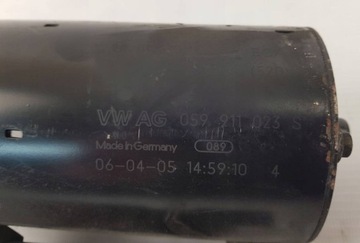 VW AG 059 911 023 S
Made in Germany 089
06-04-05 14:59:10 4